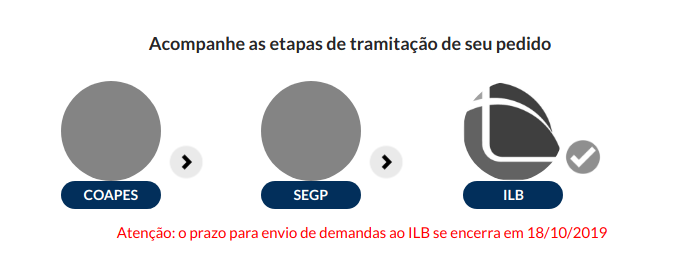 Acompanhe as etapas de tramitação de seu pedido
COAPES
SEGP
ILB
Atenção: o prazo para envio de demandas ao ILB se encerra em 18/10/2019